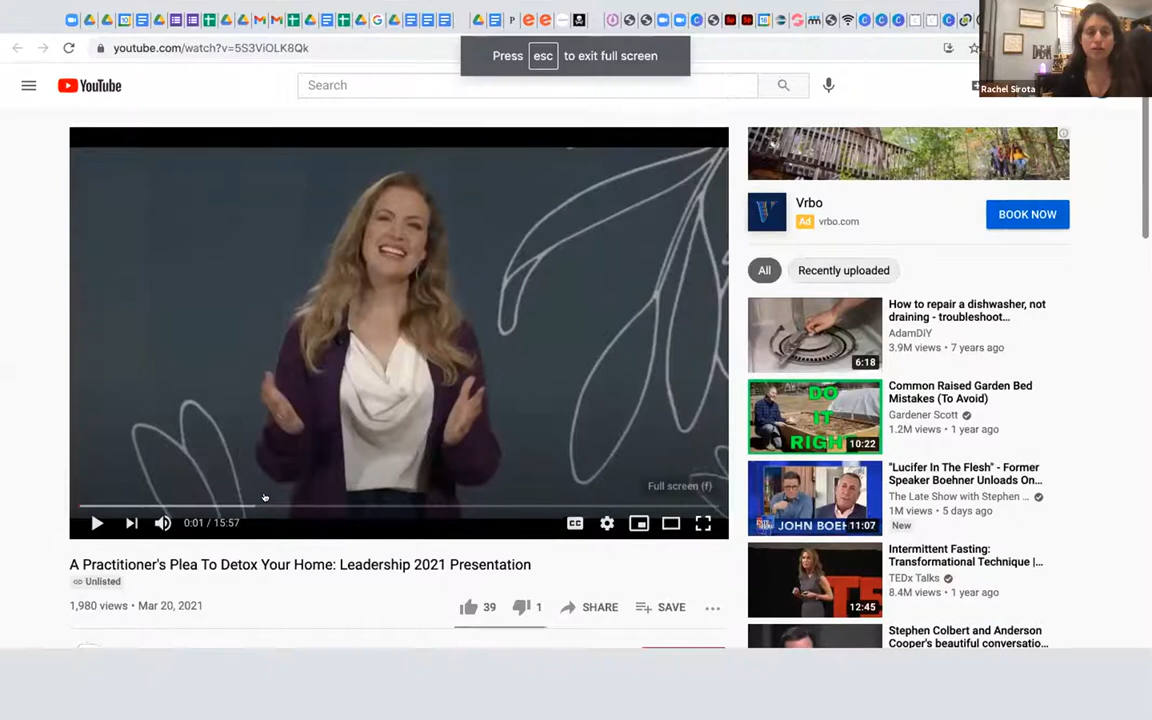 Press esc to exit full screen
youtube.com/watch?v=5S3ViOLK8Qk
Rachel Sirota
YouTube
Search
Vrbo
Ad vrbo.com
BOOK NOW
All Recently uploaded
How to repair a dishwasher, not
draining - troubleshoot...
AdamDIY
3.9M views • 7 years ago
6:18
DO
IT
RIGH
10:22
Common Raised Garden Bed
Mistakes (To Avoid)
Gardener Scott
1.2M views • 1 year ago
JOHN BOEH
11:07
"Lucifer In The Flesh" - Former
Speaker Boehner Unloads On...
The Late Show with Stephen ...
1M views • 5 days ago
New
12:45
Intermittent Fasting:
Transformational Technique |...
TEDx Talks
8.4M views • 1 year ago
Stephen Colbert and Anderson
Cooper's beautiful conversatio...
Full screen (f)
0:01 / 15:57
A Practitioner's Plea To Detox Your Home: Leadership 2021 Presentation
Unlisted
1,980 views • Mar 20, 2021
39 1 SHARE SAVE